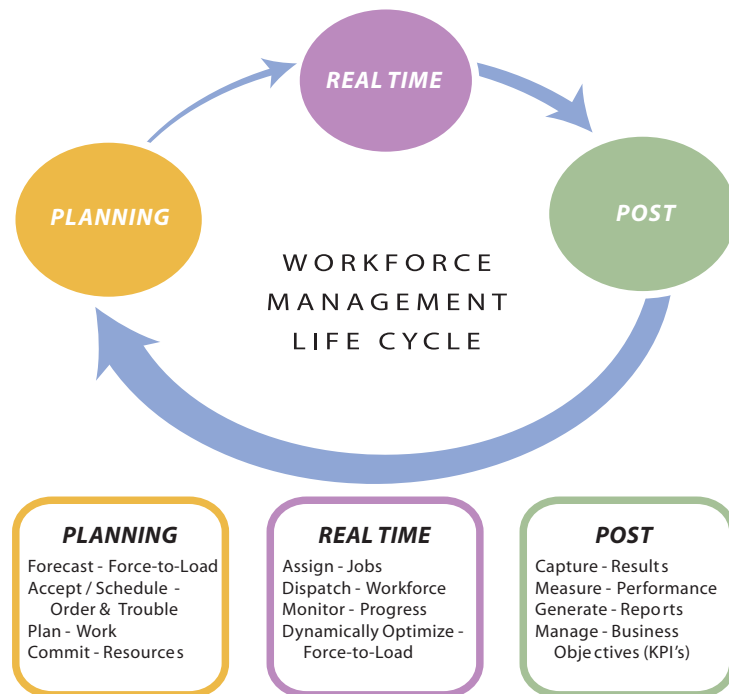 REAL TIME
PLANNING
POST
WORKFORCE
MANAGEMENT
LIFE CYCLE
PLANNING
Forecast - Force-to-Load
Accept / Schedule -
Order & Trouble
Plan - Work
Commit - Resources
REAL TIME
Assign - Jobs
Dispatch - Workforce
Monitor - Progress
Dynamically Optimize -
Force-to-Load
POST
Capture - Results
Measure - Performance
Generate - Reports
Manage - Business
Objectives (KPI's)